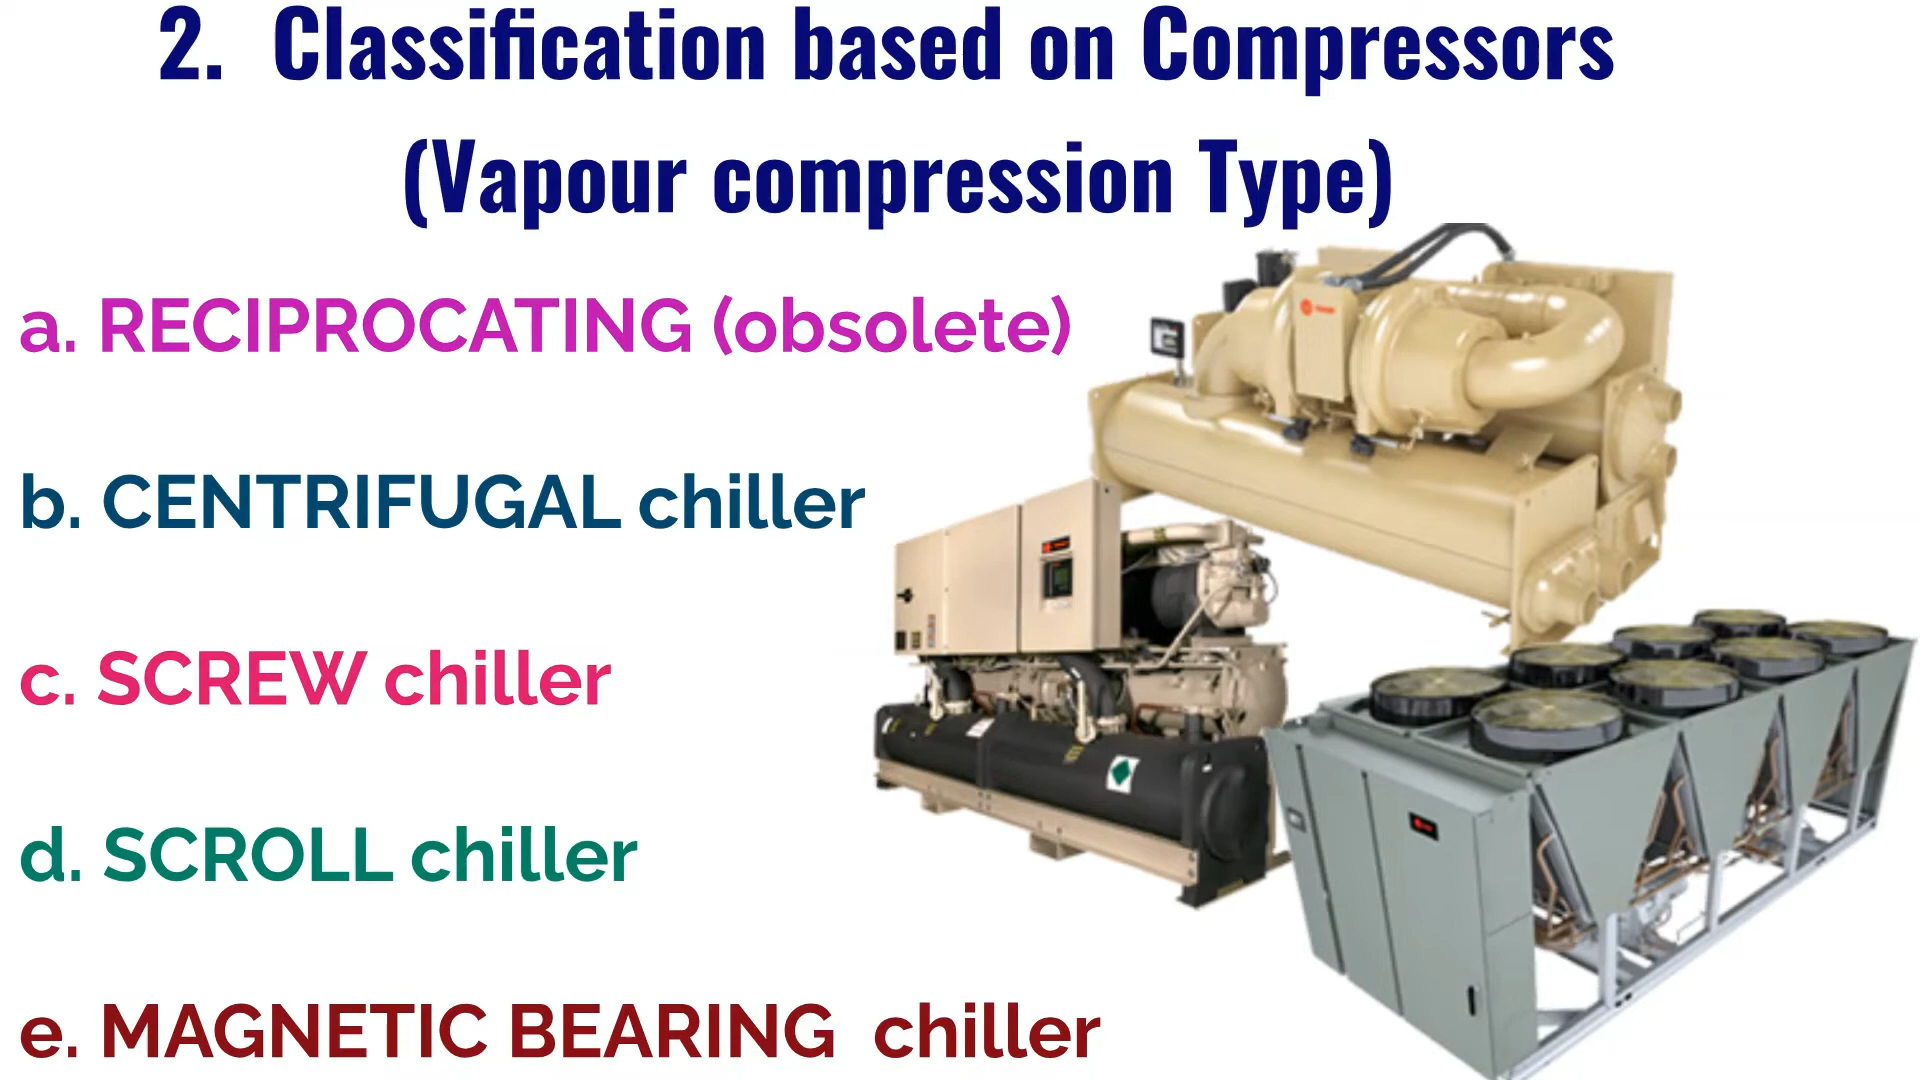 2. Classification based on Compressors
(Vapour compression Type)
a. RECIPROCATING (obsolete)
b. CENTRIFUGAL chiller
c. SCREW chiller
d. SCROLL chiller
e. MAGNETIC BEARING chiller